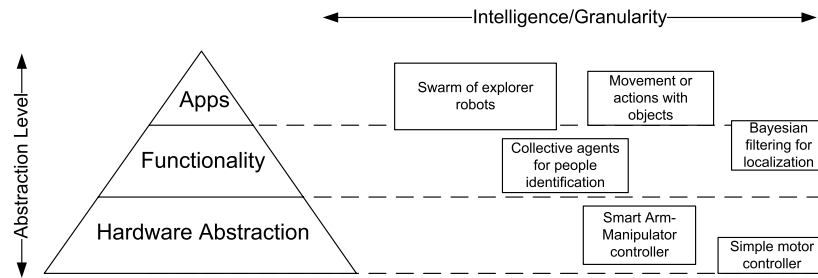 Intelligence/Granularity
Abstraction Level
Apps
Functionality
Hardware Abstraction
Swarm of explorer
robots
Movement or
actions with
objects
Bayesian
filtering for
localization
Collective agents
for people
identification
Smart Arm-
Manipulator
controller
Simple motor
controller